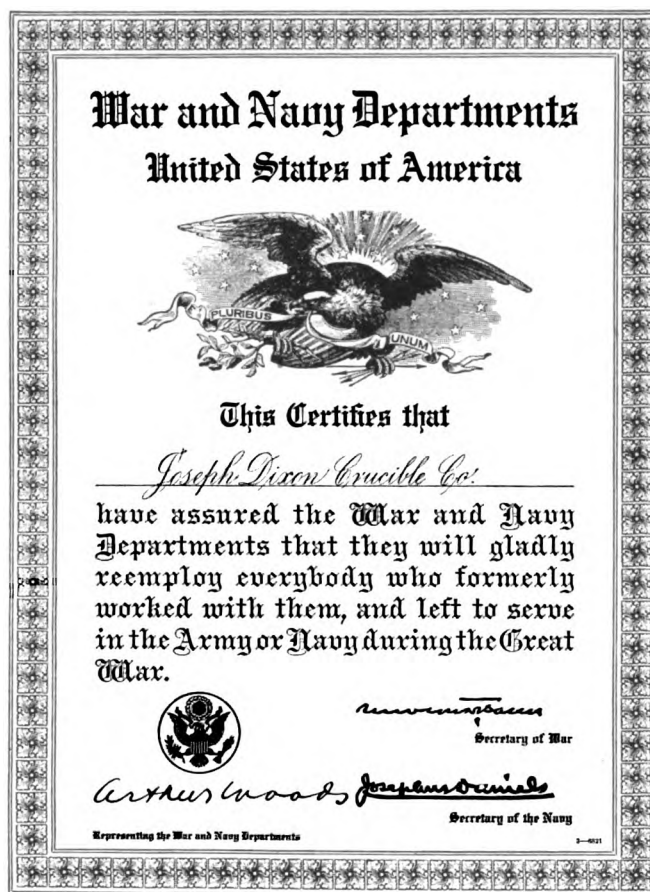 War and Navy Departments
United States of America
PLURIBUS
UNUM
This Certifies that
Joseph Dixon Crucible Co.
have assured the War and Navy
Departments that they will gladly
reemploy everybody who formerly
worked with them, and left to serve
in the Army or Navy during the Great
War.
Secretary of War
Arthur Woods Josephus Daniels
Secretary of the Navy
Representing the War and Navy Departments